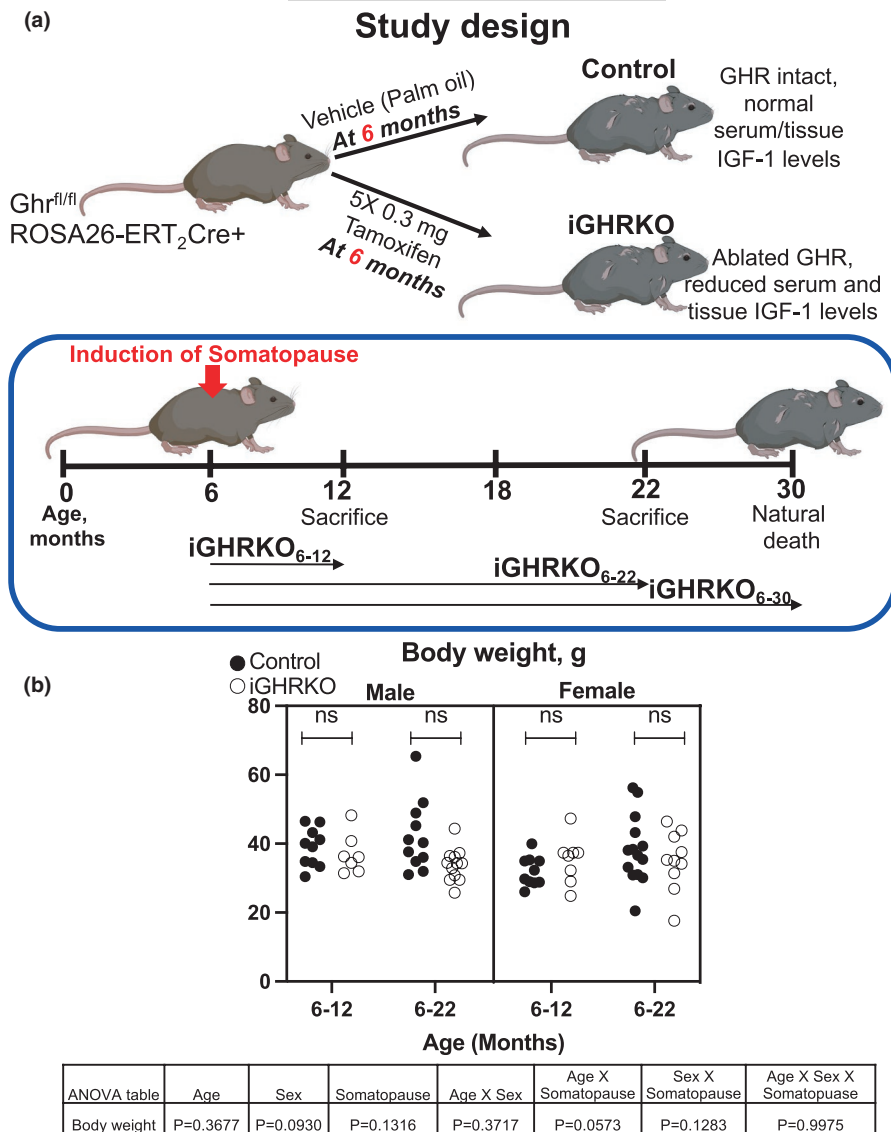 (a)
Study design
Vehicle (Palm oil)
At 6 months
Control
GHR intact,
normal
serum/tissue
IGF-1 levels
Ghrfl/fl
ROSA26-ERT2Cre+
5X 0.3 mg
Tamoxifen
At 6 months
iGHRKO
Ablated GHR,
reduced serum and
tissue IGF-1 levels
Induction of Somatopause
0 6 12 18 22 30
Age,
months
Sacrifice Sacrifice Natural
death
iGHRKO6-12
iGHRKO6-22
iGHRKO6-30
(b)
Body weight, g
Control
iGHRKO
Male Female
80
60
40
20
0
ns ns ns ns
6-12 6-22 6-12 6-22
Age (Months)
ANOVA table Age Sex Somatopause Age X Sex Age X Somatopause Sex X Somatopause Age X Sex X Somatopuase
Body weight P=0.3677 P=0.0930 P=0.1316 P=0.3717 P=0.0573 P=0.1283 P=0.9975